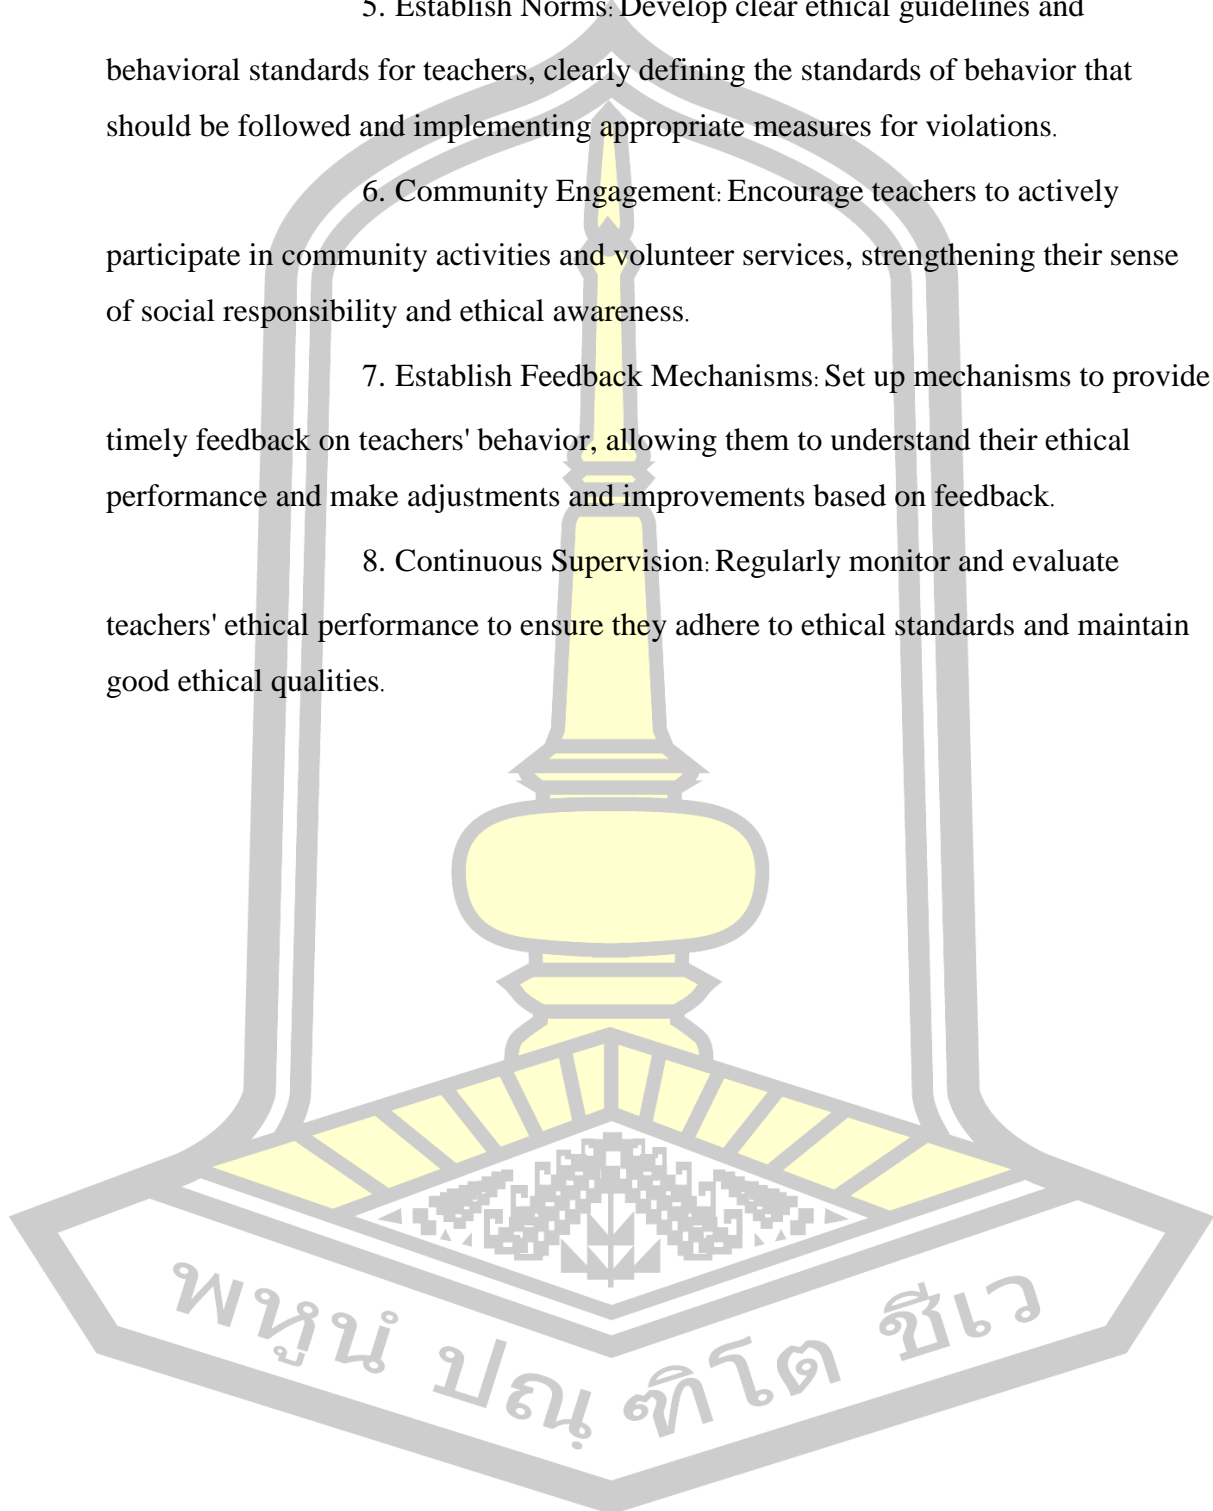 5. Establish Norms: Develop clear ethical guidelines and
behavioral standards for teachers, clearly defining the standards of behavior that
should be followed and implementing appropriate measures for violations.
6. Community Engagement: Encourage teachers to actively
participate in community activities and volunteer services, strengthening their sense
of social responsibility and ethical awareness.
7. Establish Feedback Mechanisms: Set up mechanisms to provide
timely feedback on teachers' behavior, allowing them to understand their ethical
performance and make adjustments and improvements based on feedback.
8. Continuous Supervision: Regularly monitor and evaluate
teachers' ethical performance to ensure they adhere to ethical standards and maintain
good ethical qualities.
พหูนํ ปณฺฑิโต ชีเว